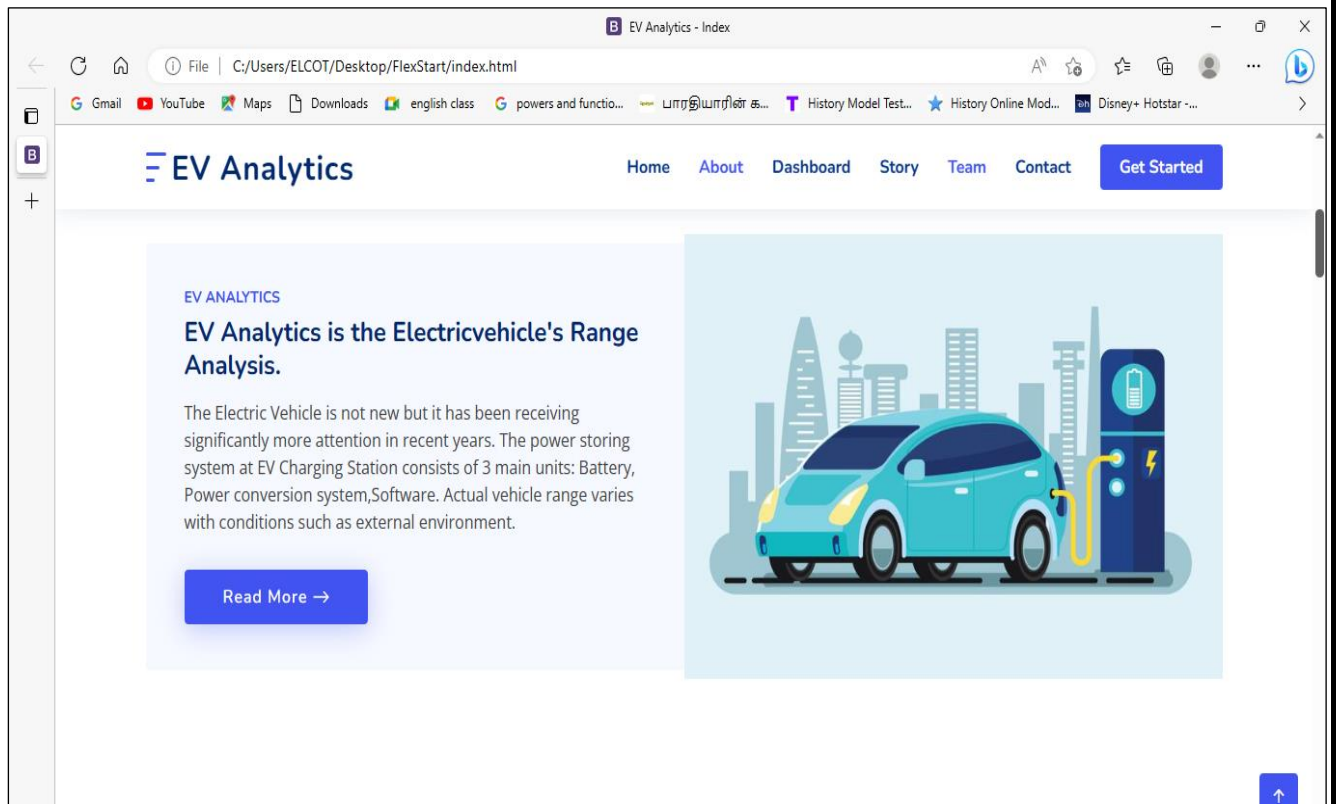 EV Analytics - Index
File | C:/Users/ELCOT/Desktop/FlexStart/index.html
Gmail YouTube Maps Downloads english class powers and functio... பாரதியாரின் க... History Model Test... History Online Mod... Disney+ Hotstar -...
EV Analytics Home About Dashboard Story Team Contact Get Started
EV ANALYTICS
EV Analytics is the Electricvehicle's Range
Analysis.
The Electric Vehicle is not new but it has been receiving
significantly more attention in recent years. The power storing
system at EV Charging Station consists of 3 main units: Battery,
Power conversion system,Software. Actual vehicle range varies
with conditions such as external environment.
Read More →